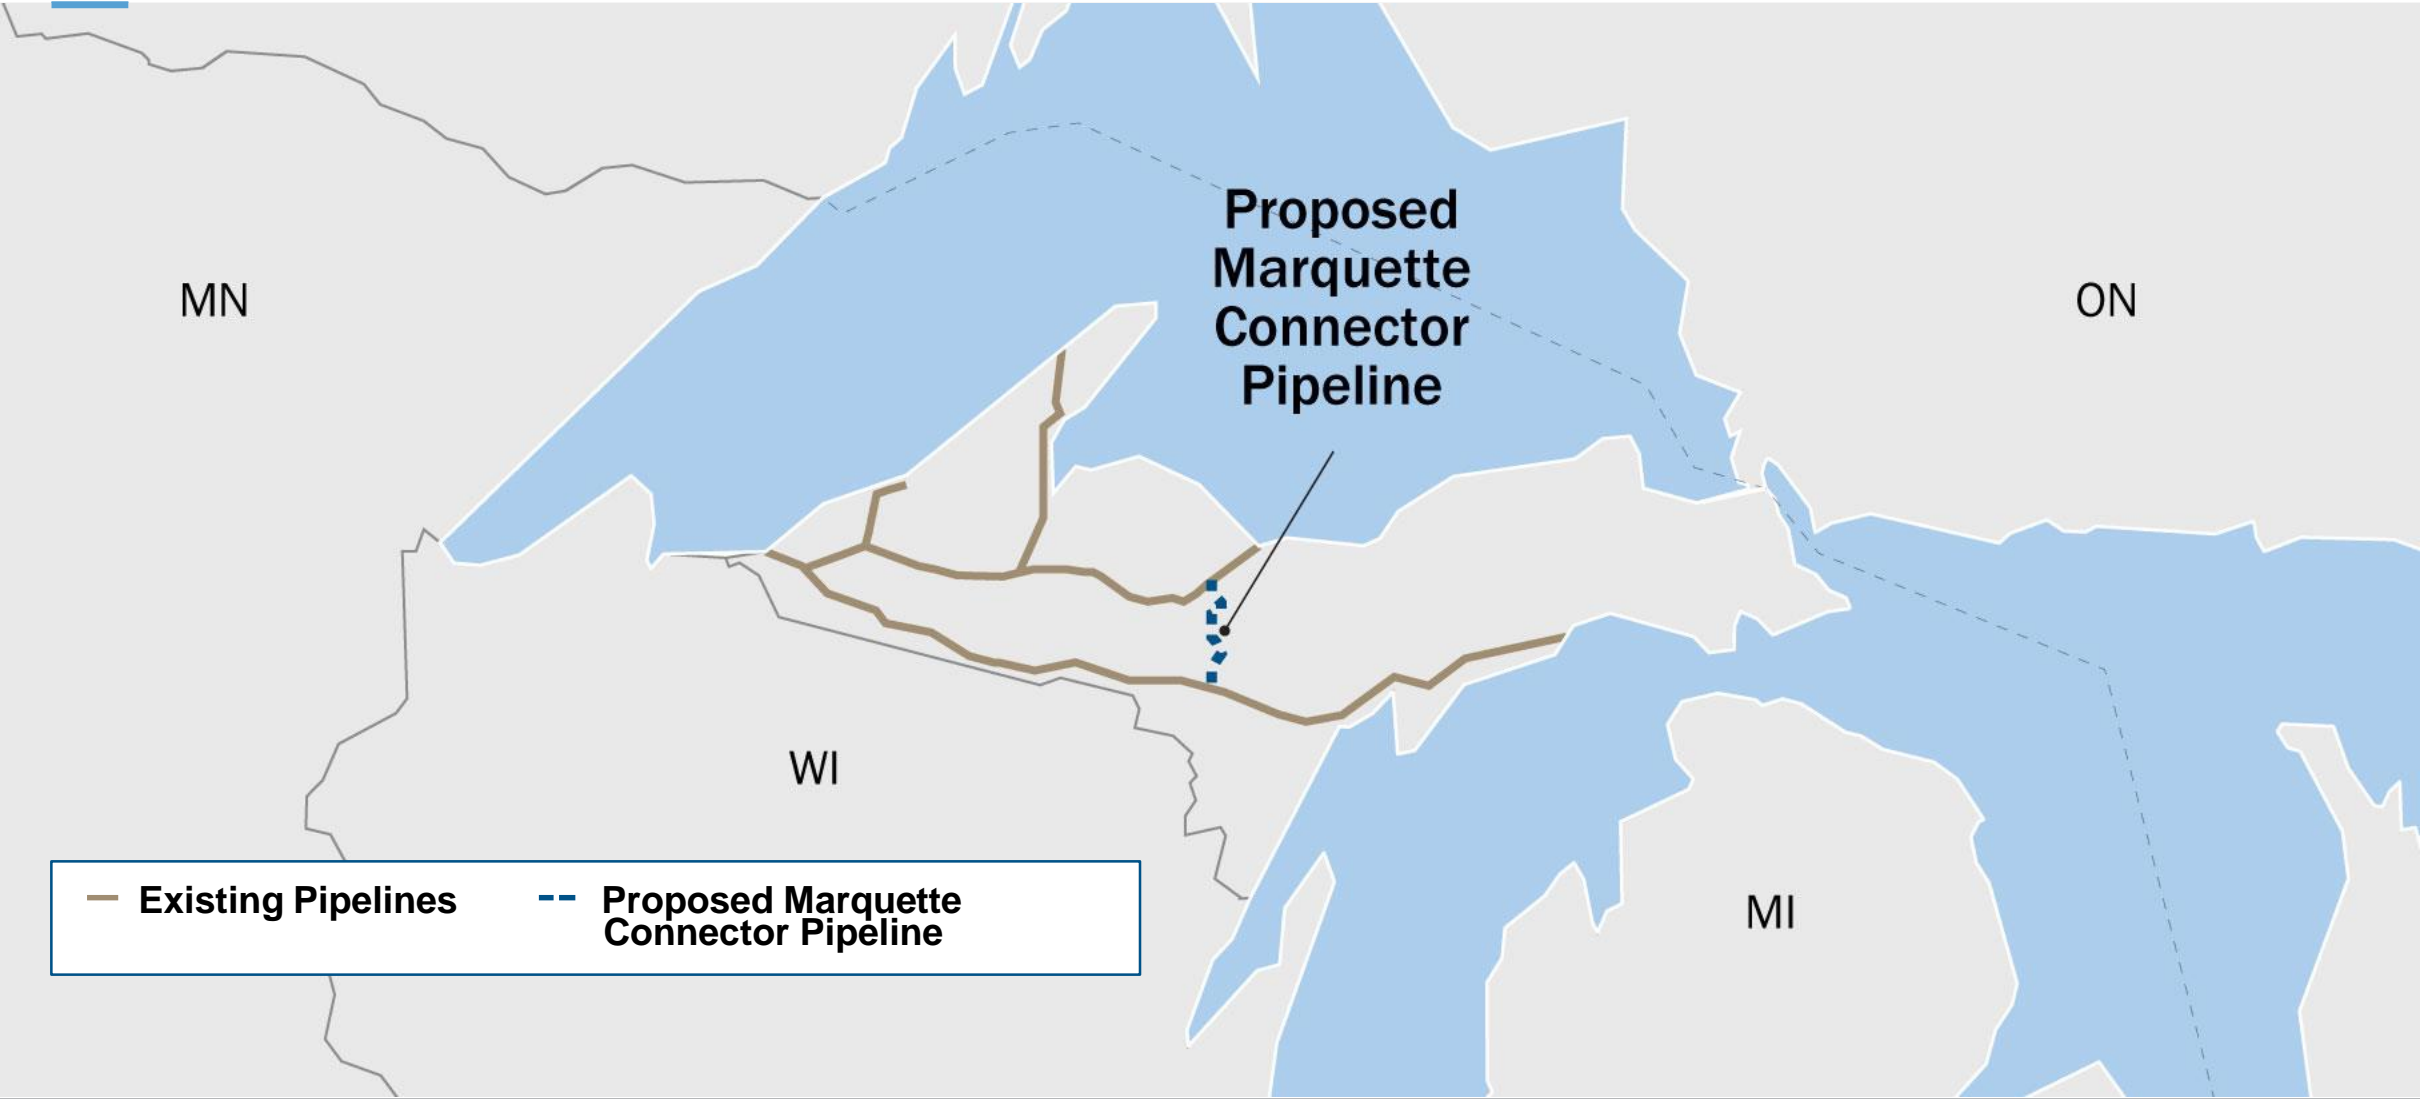 Proposed
Marquette
Connector
Pipeline
MN
ON
WI
MI
Existing Pipelines
Proposed Marquette
Connector Pipeline